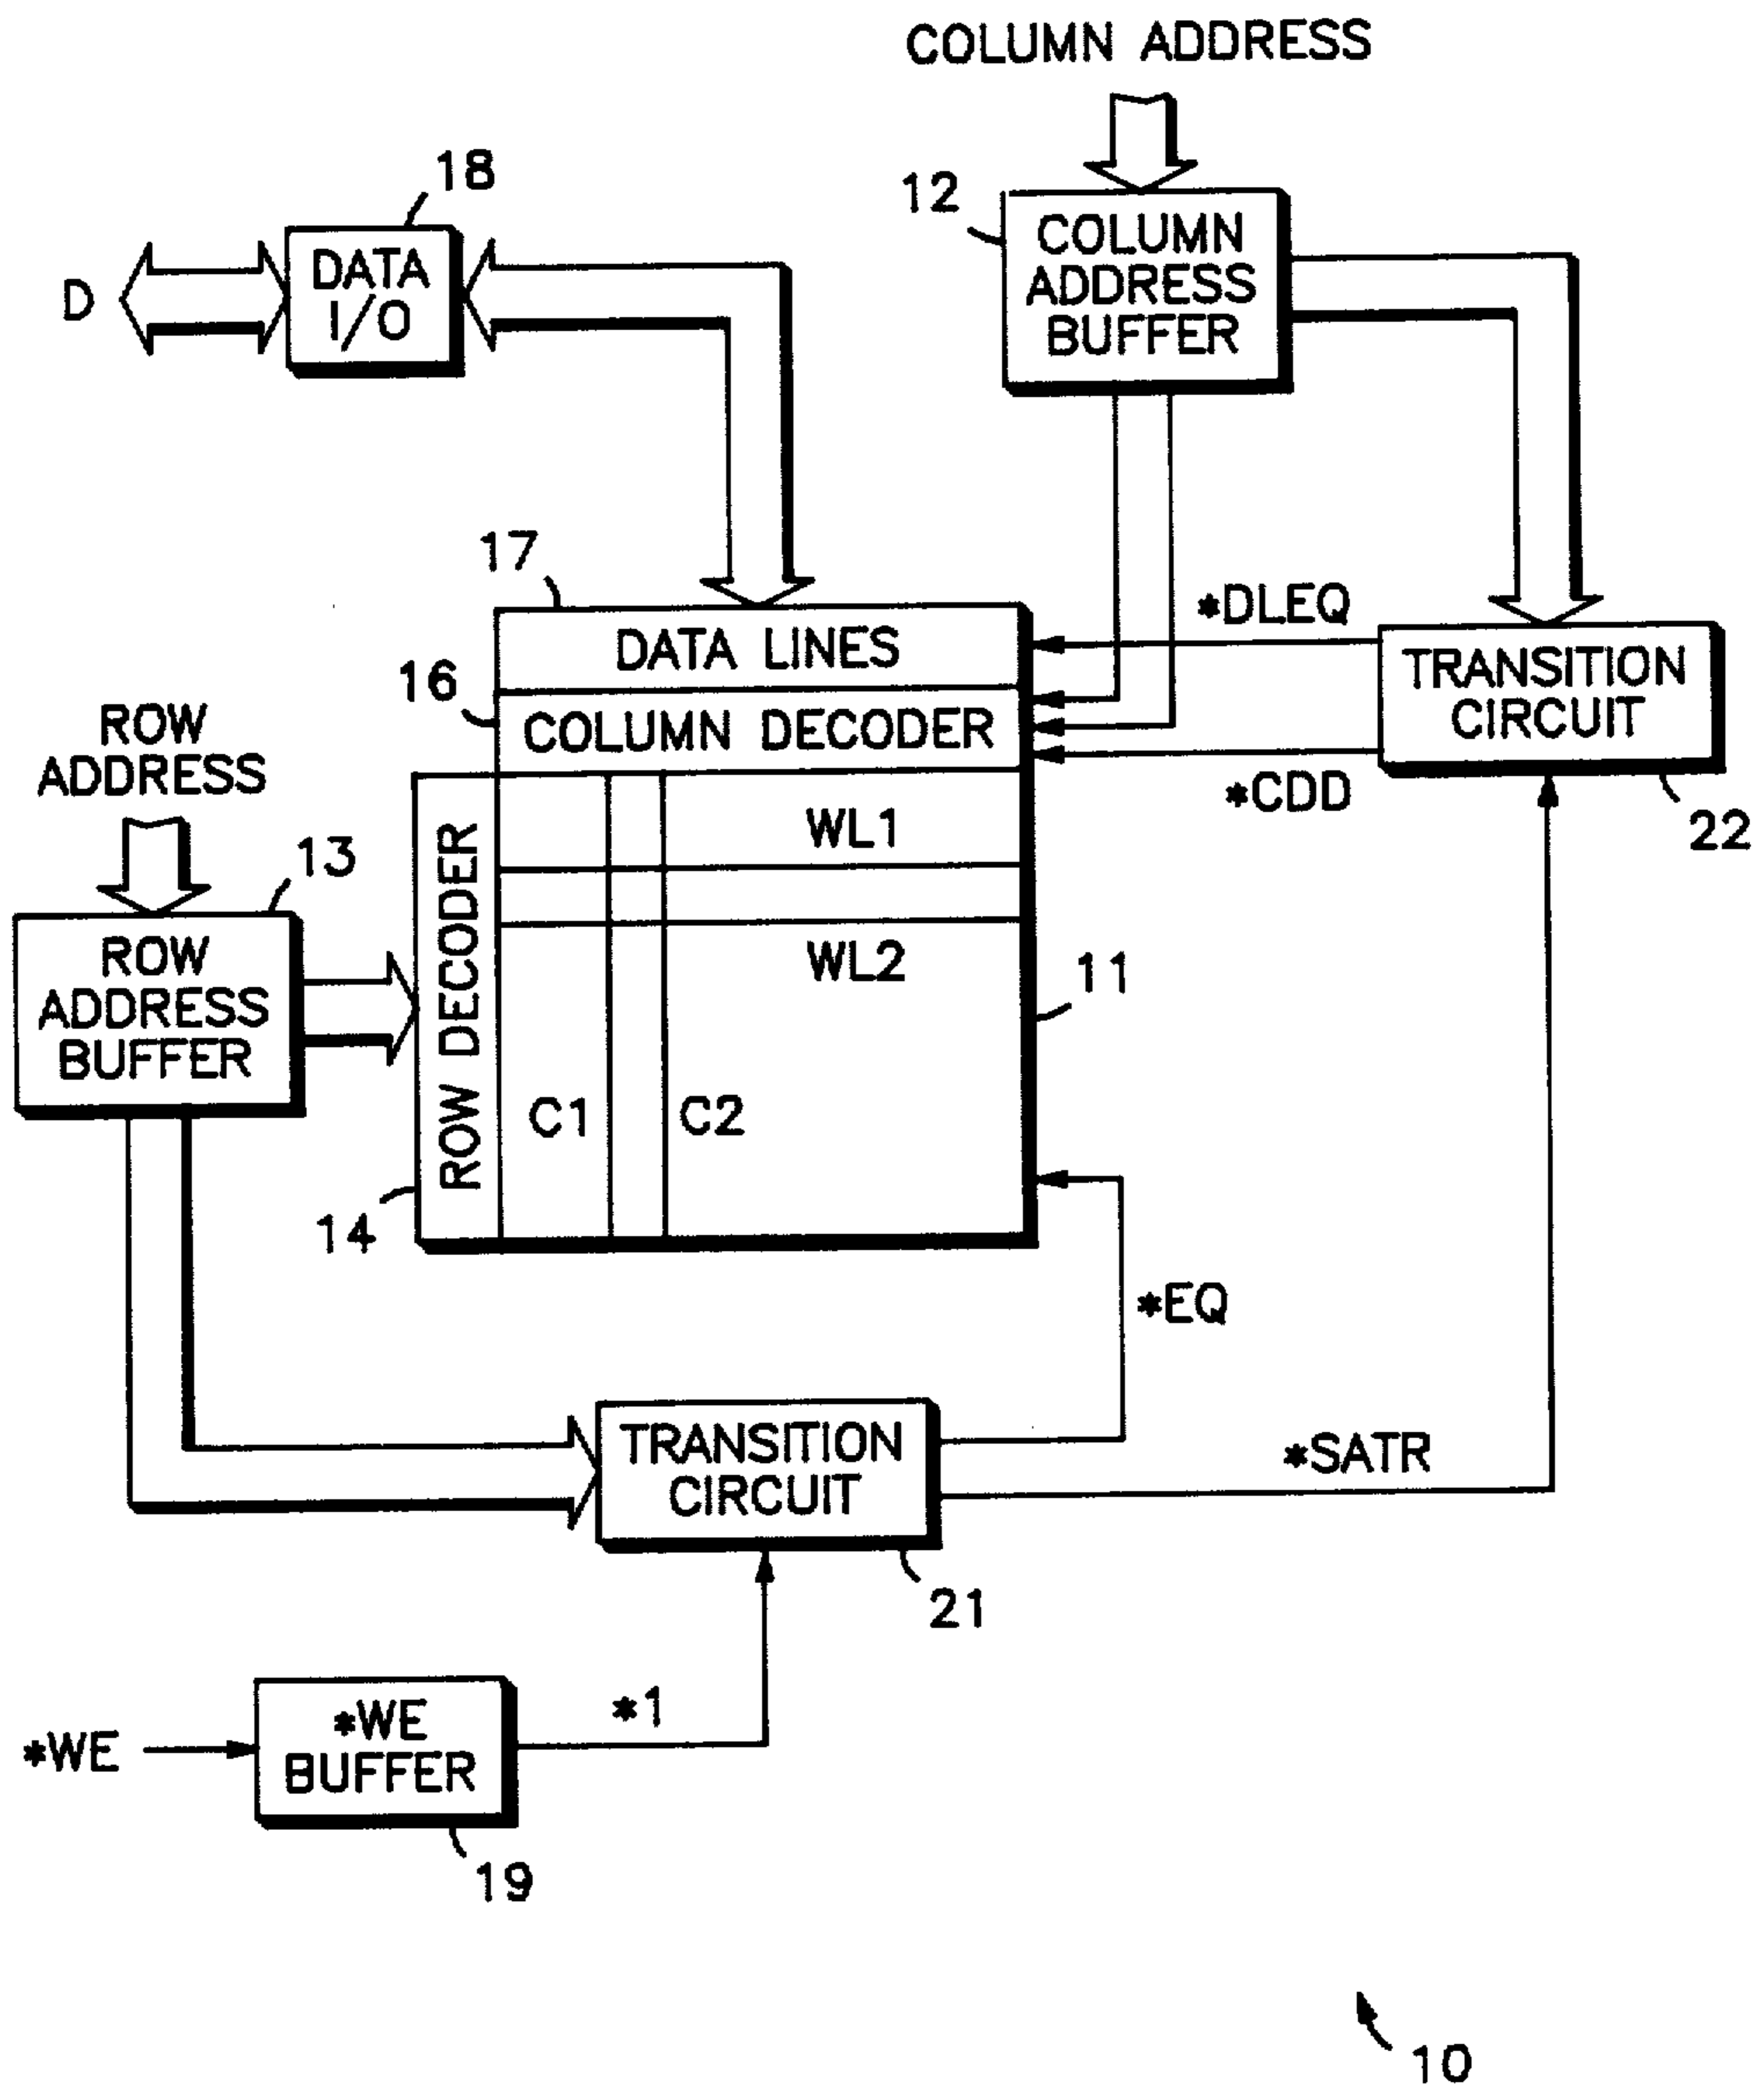 COLUMN ADDRESS
18
12
DATA
I/O
D
COLUMN
ADDRESS
BUFFER
17
*DLEQ
DATA LINES
TRANSITION
CIRCUIT
16
COLUMN DECODER
*CDD
22
ROW
ADDRESS
13
WL1
ROW DECODER
WL2
11
ROW
ADDRESS
BUFFER
C1
C2
14
*EQ
TRANSITION
CIRCUIT
*SATR
21
*1
*WE
*WE
BUFFER
19
10